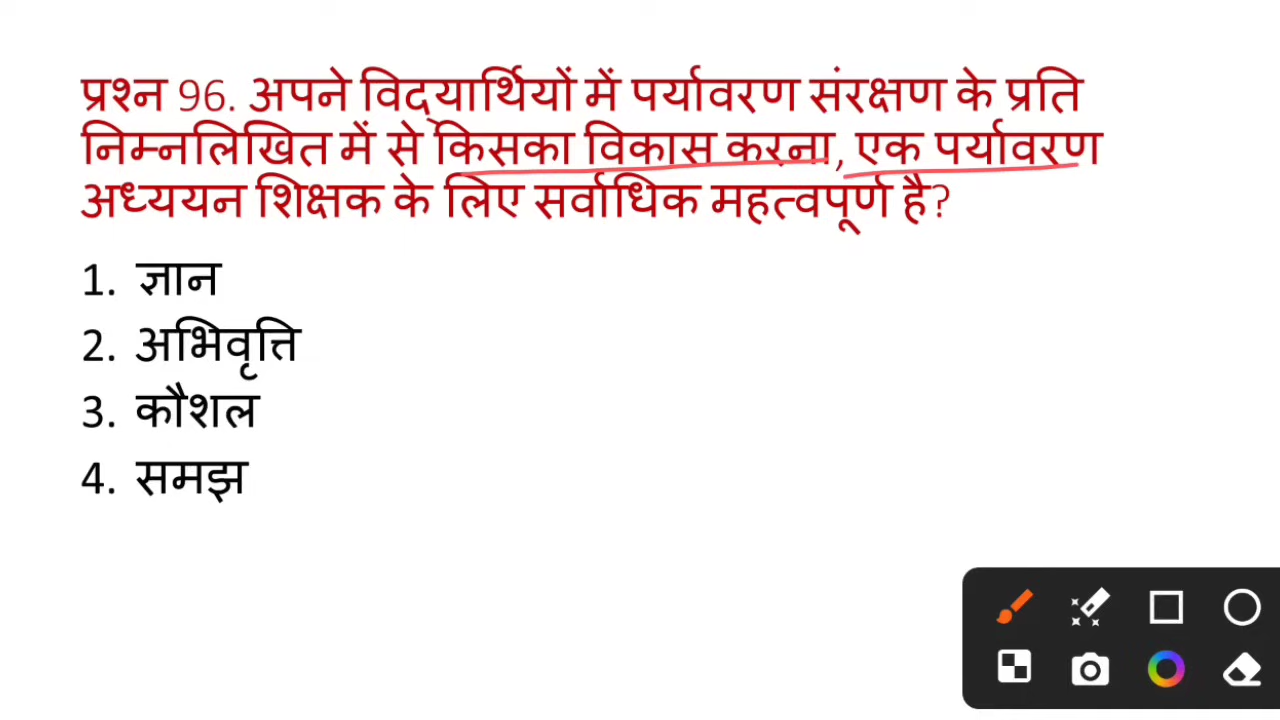 प्रश्न 96. अपने विद्यार्थियों में पर्यावरण संरक्षण के प्रति
निम्नलिखित में से किसका विकास करना, एक पर्यावरण
अध्ययन शिक्षक के लिए सर्वाधिक महत्वपूर्ण है?
1. ज्ञान
2. अभिवृत्ति
3. कौशल
4. समझ